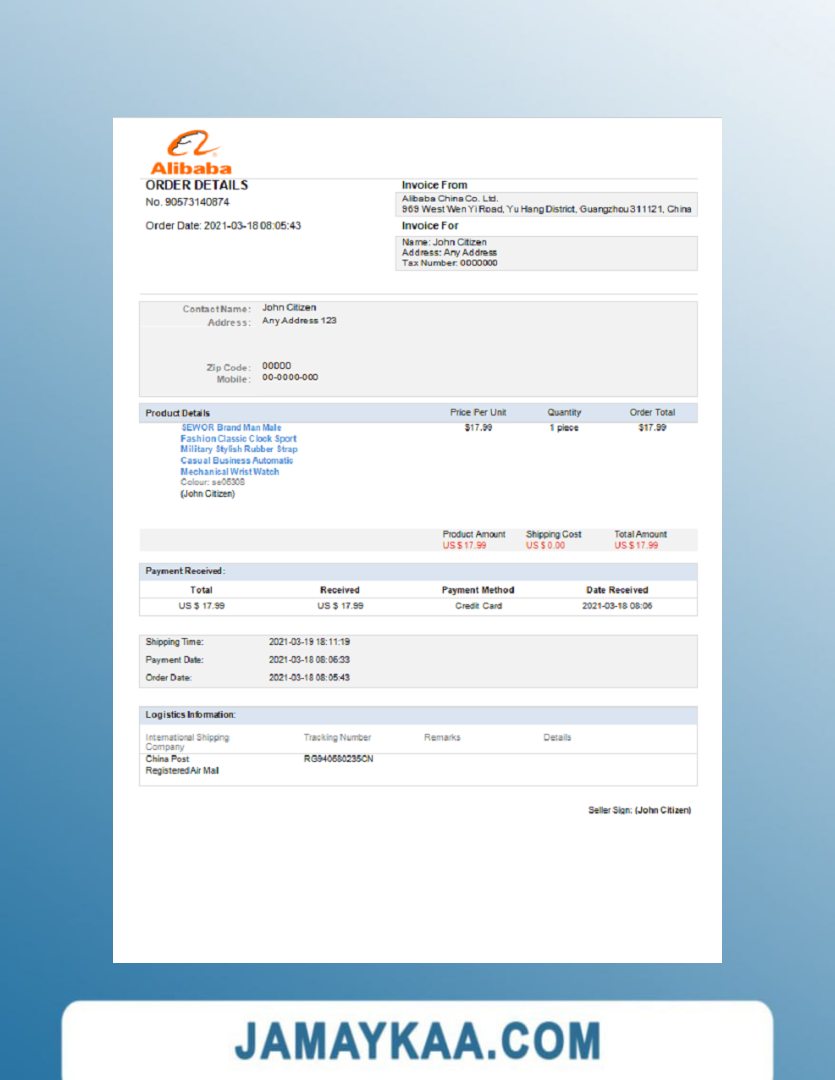 Alibaba
ORDER DETAILS
No. 90573140874
Order Date: 2021-03-18 08:05:43
Invoice From
Alibaba China Co. Ltd.
969 West Wen Yi Road, Yu Hang District, Guangzhou 311121, China
Invoice For
Name: John Citizen
Address: Any Address
Tax Number: 0000000
Contact Name: John Citizen
Address: Any Address 123
Zip Code: 00000
Mobile: 00-0000-000
Product Details Price Per Unit Quantity Order Total
SEWOR Brand Man Male $17.99 1 piece $17.99
Fashion Classic Clock Sport
Military Stylish Rubber Strap
Casual Business Automatic
Mechanical Wrist Watch
Colour: se06308
(John Citizen)
Product Amount Shipping Cost Total Amount
US $ 17.99 US $ 0.00 US $ 17.99
Payment Received:
Total Received Payment Method Date Received
US $ 17.99 US $ 17.99 Credit Card 2021-03-18 08:06
Shipping Time: 2021-03-19 18:11:19
Payment Date: 2021-03-18 08:06:33
Order Date: 2021-03-18 08:05:43
Logistics Information:
International Shipping Tracking Number Remarks Details
Company
China Post RG940580235CN
Registered Air Mail
Seller Sign: (John Citizen)
JAMAYKAA.COM